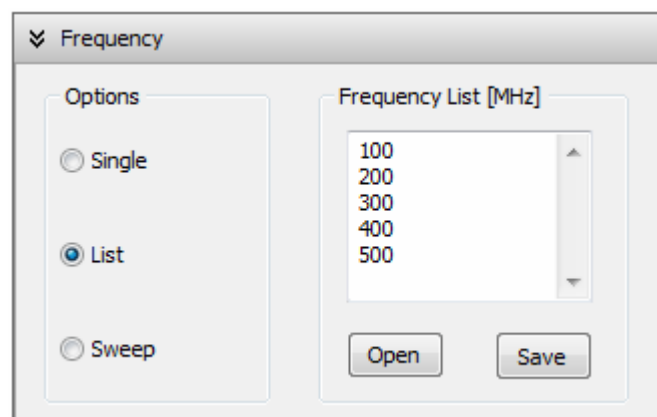 Frequency
Options
Single
List
Sweep
Frequency List [MHz]
100
200
300
400
500
Open
Save